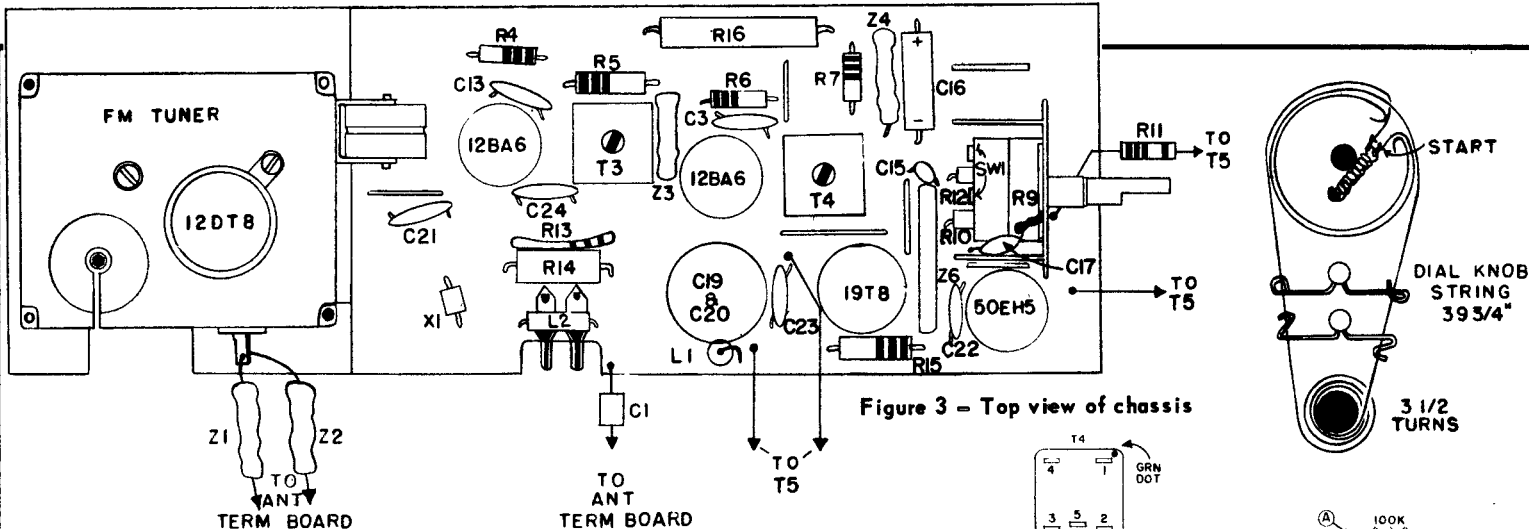 FM TUNER
12DT8
Z1
Z2
TO
ANT
TERM BOARD
R4
C13
12BA6
R5
T3
Z3
C24
C21
R13
R14
L2
X1
C1
TO
ANT
TERM BOARD
R16
R6
C3
12BA6
T4
C19
&
C20
L1
C23
19T8
TO
T5
R7
Z4
+
C16
−
C15
R12
SW1
R9
R10
C17
Z6
C22
50EH5
R15
R11
TO
T5
TO
T5
Figure 3 – Top view of chassis
START
DIAL KNOB
STRING
39 3/4"
3 1/2
TURNS
T4
GRN
DOT
4
1
3
5
2
A
100K